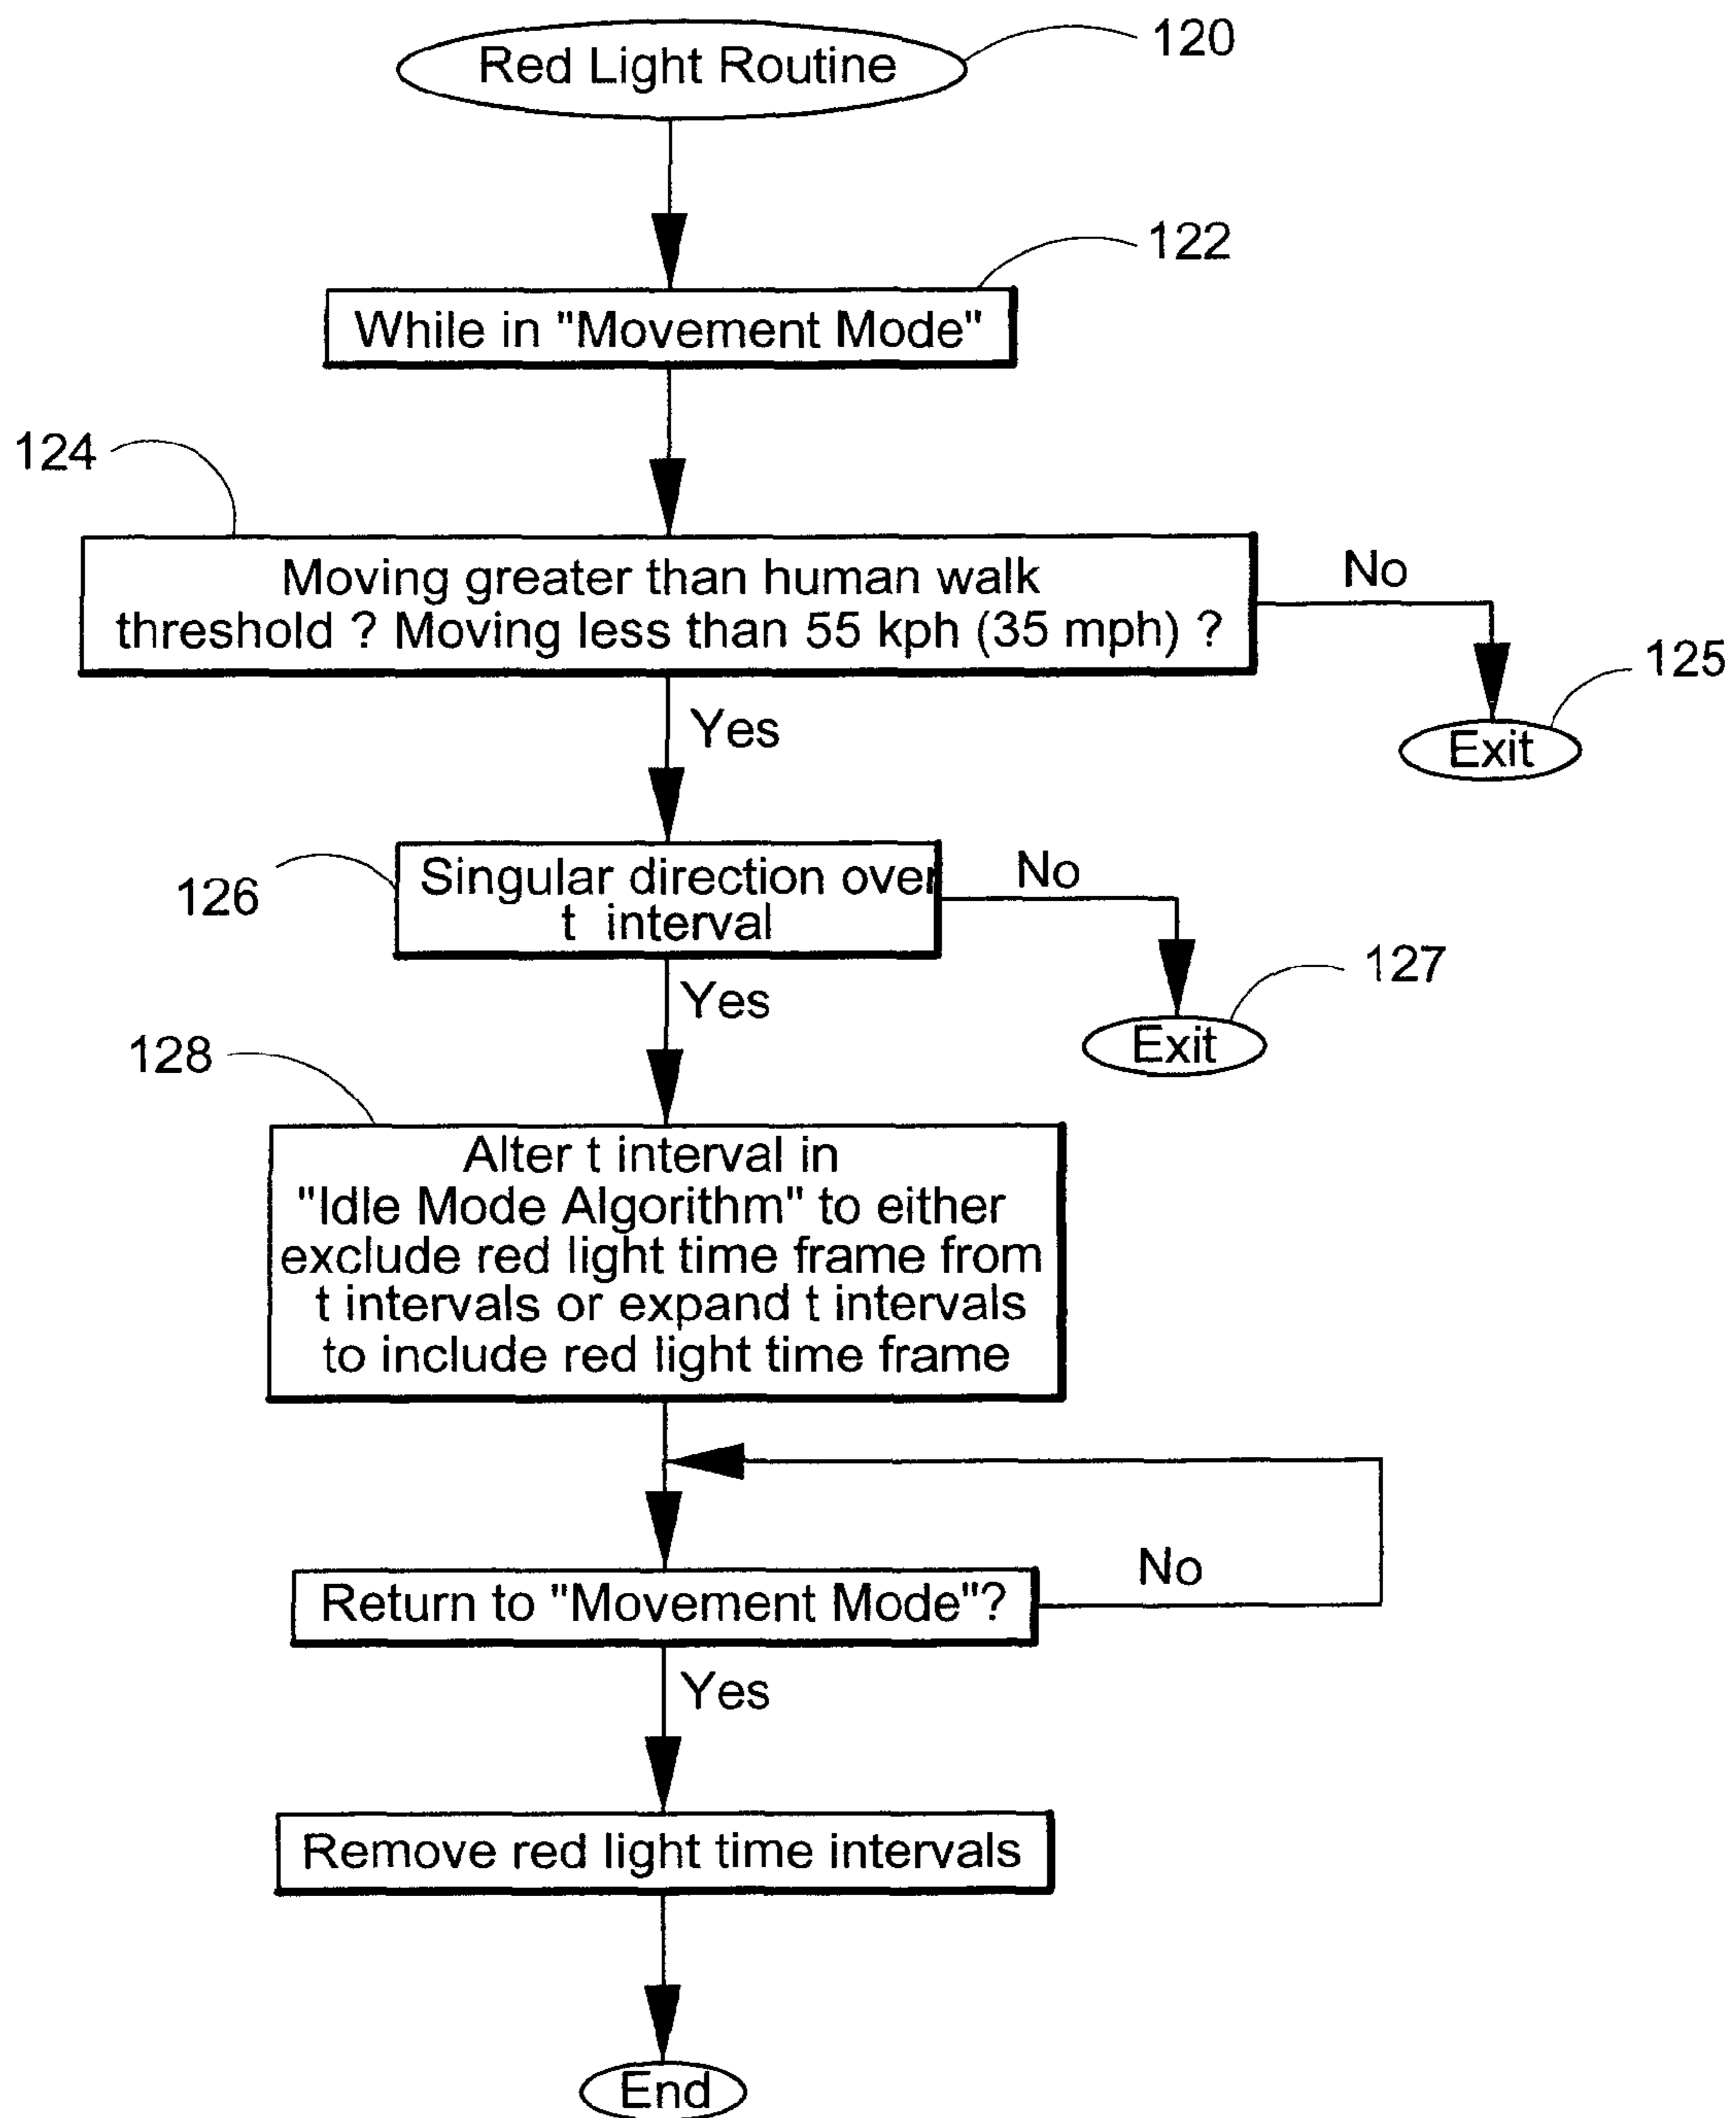 Red Light Routine
120
122
While in "Movement Mode"
124
Moving greater than human walk
threshold ? Moving less than 55 kph (35 mph) ?
No
125
Exit
Yes
126
Singular direction over
t interval
No
127
Exit
Yes
128
Alter t interval in
"Idle Mode Algorithm" to either
exclude red light time frame from
t intervals or expand t intervals
to include red light time frame
Return to "Movement Mode"?
No
Yes
Remove red light time intervals
End